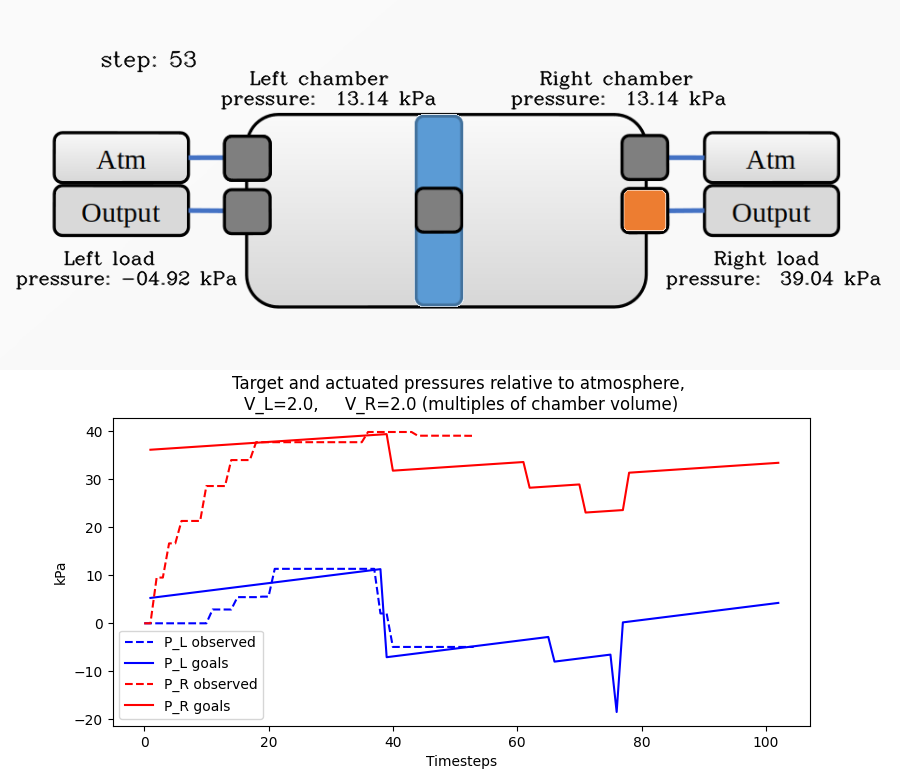 step: 53
Left chamber
pressure: 13.14 kPa
Right chamber
pressure: 13.14 kPa
Atm
Output
Atm
Output
Left load
pressure: -04.92 kPa
Right load
pressure: 39.04 kPa
Target and actuated pressures relative to atmosphere,
V_L=2.0, V_R=2.0 (multiples of chamber volume)
40
30
20
10
0
−10
−20
kPa
P_L observed
P_L goals
P_R observed
P_R goals
0 20 40 60 80 100
Timesteps